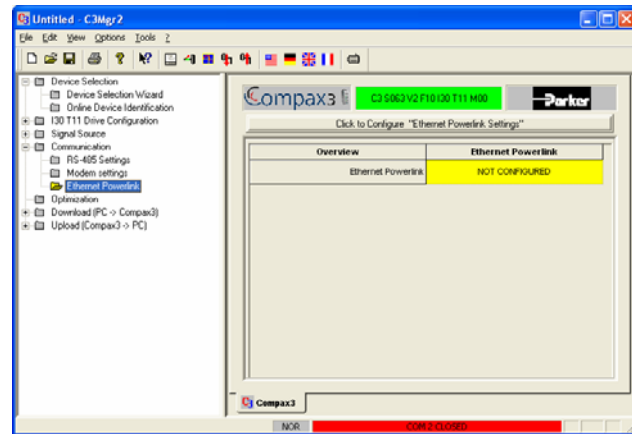 Untitled - C3Mgr2
File Edit View Options Tools ?
Device Selection
Device Selection Wizard
Online Device Identification
I30 T11 Drive Configuration
Signal Source
Communication
RS-485 Settings
Modem settings
Ethernet Powerlink
Optimization
Download (PC -> Compax3)
Upload (Compax3 -> PC)
Compax3
C3 S063 V2 F10 I30 T11 M00
Parker
Click to Configure "Ethernet Powerlink Settings"
Overview Ethernet Powerlink
Ethernet Powerlink NOT CONFIGURED
Compax3
NOR COM 2 CLOSED